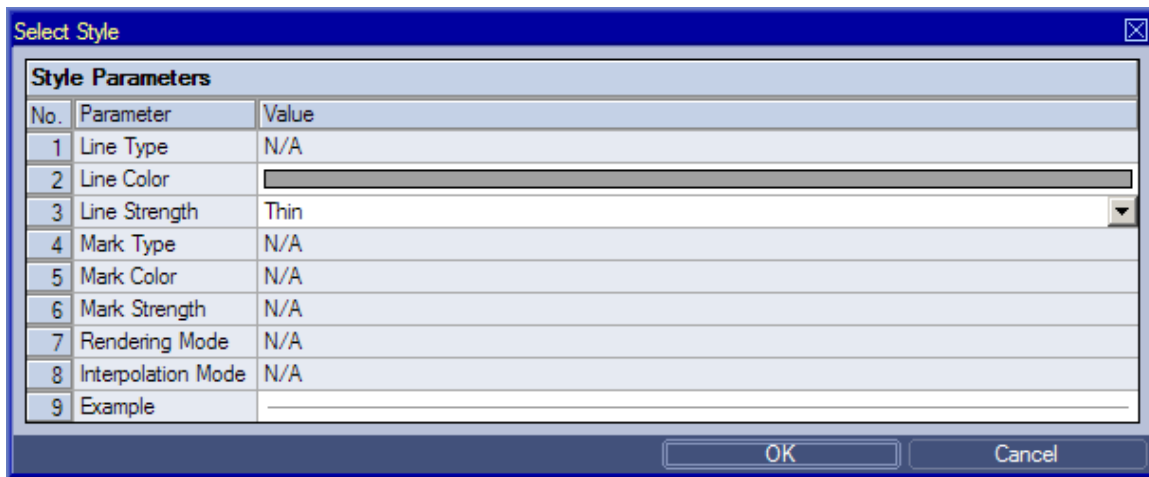 Select Style
Style Parameters
No. Parameter Value
1 Line Type N/A
2 Line Color
3 Line Strength Thin
4 Mark Type N/A
5 Mark Color N/A
6 Mark Strength N/A
7 Rendering Mode N/A
8 Interpolation Mode N/A
9 Example
OK Cancel